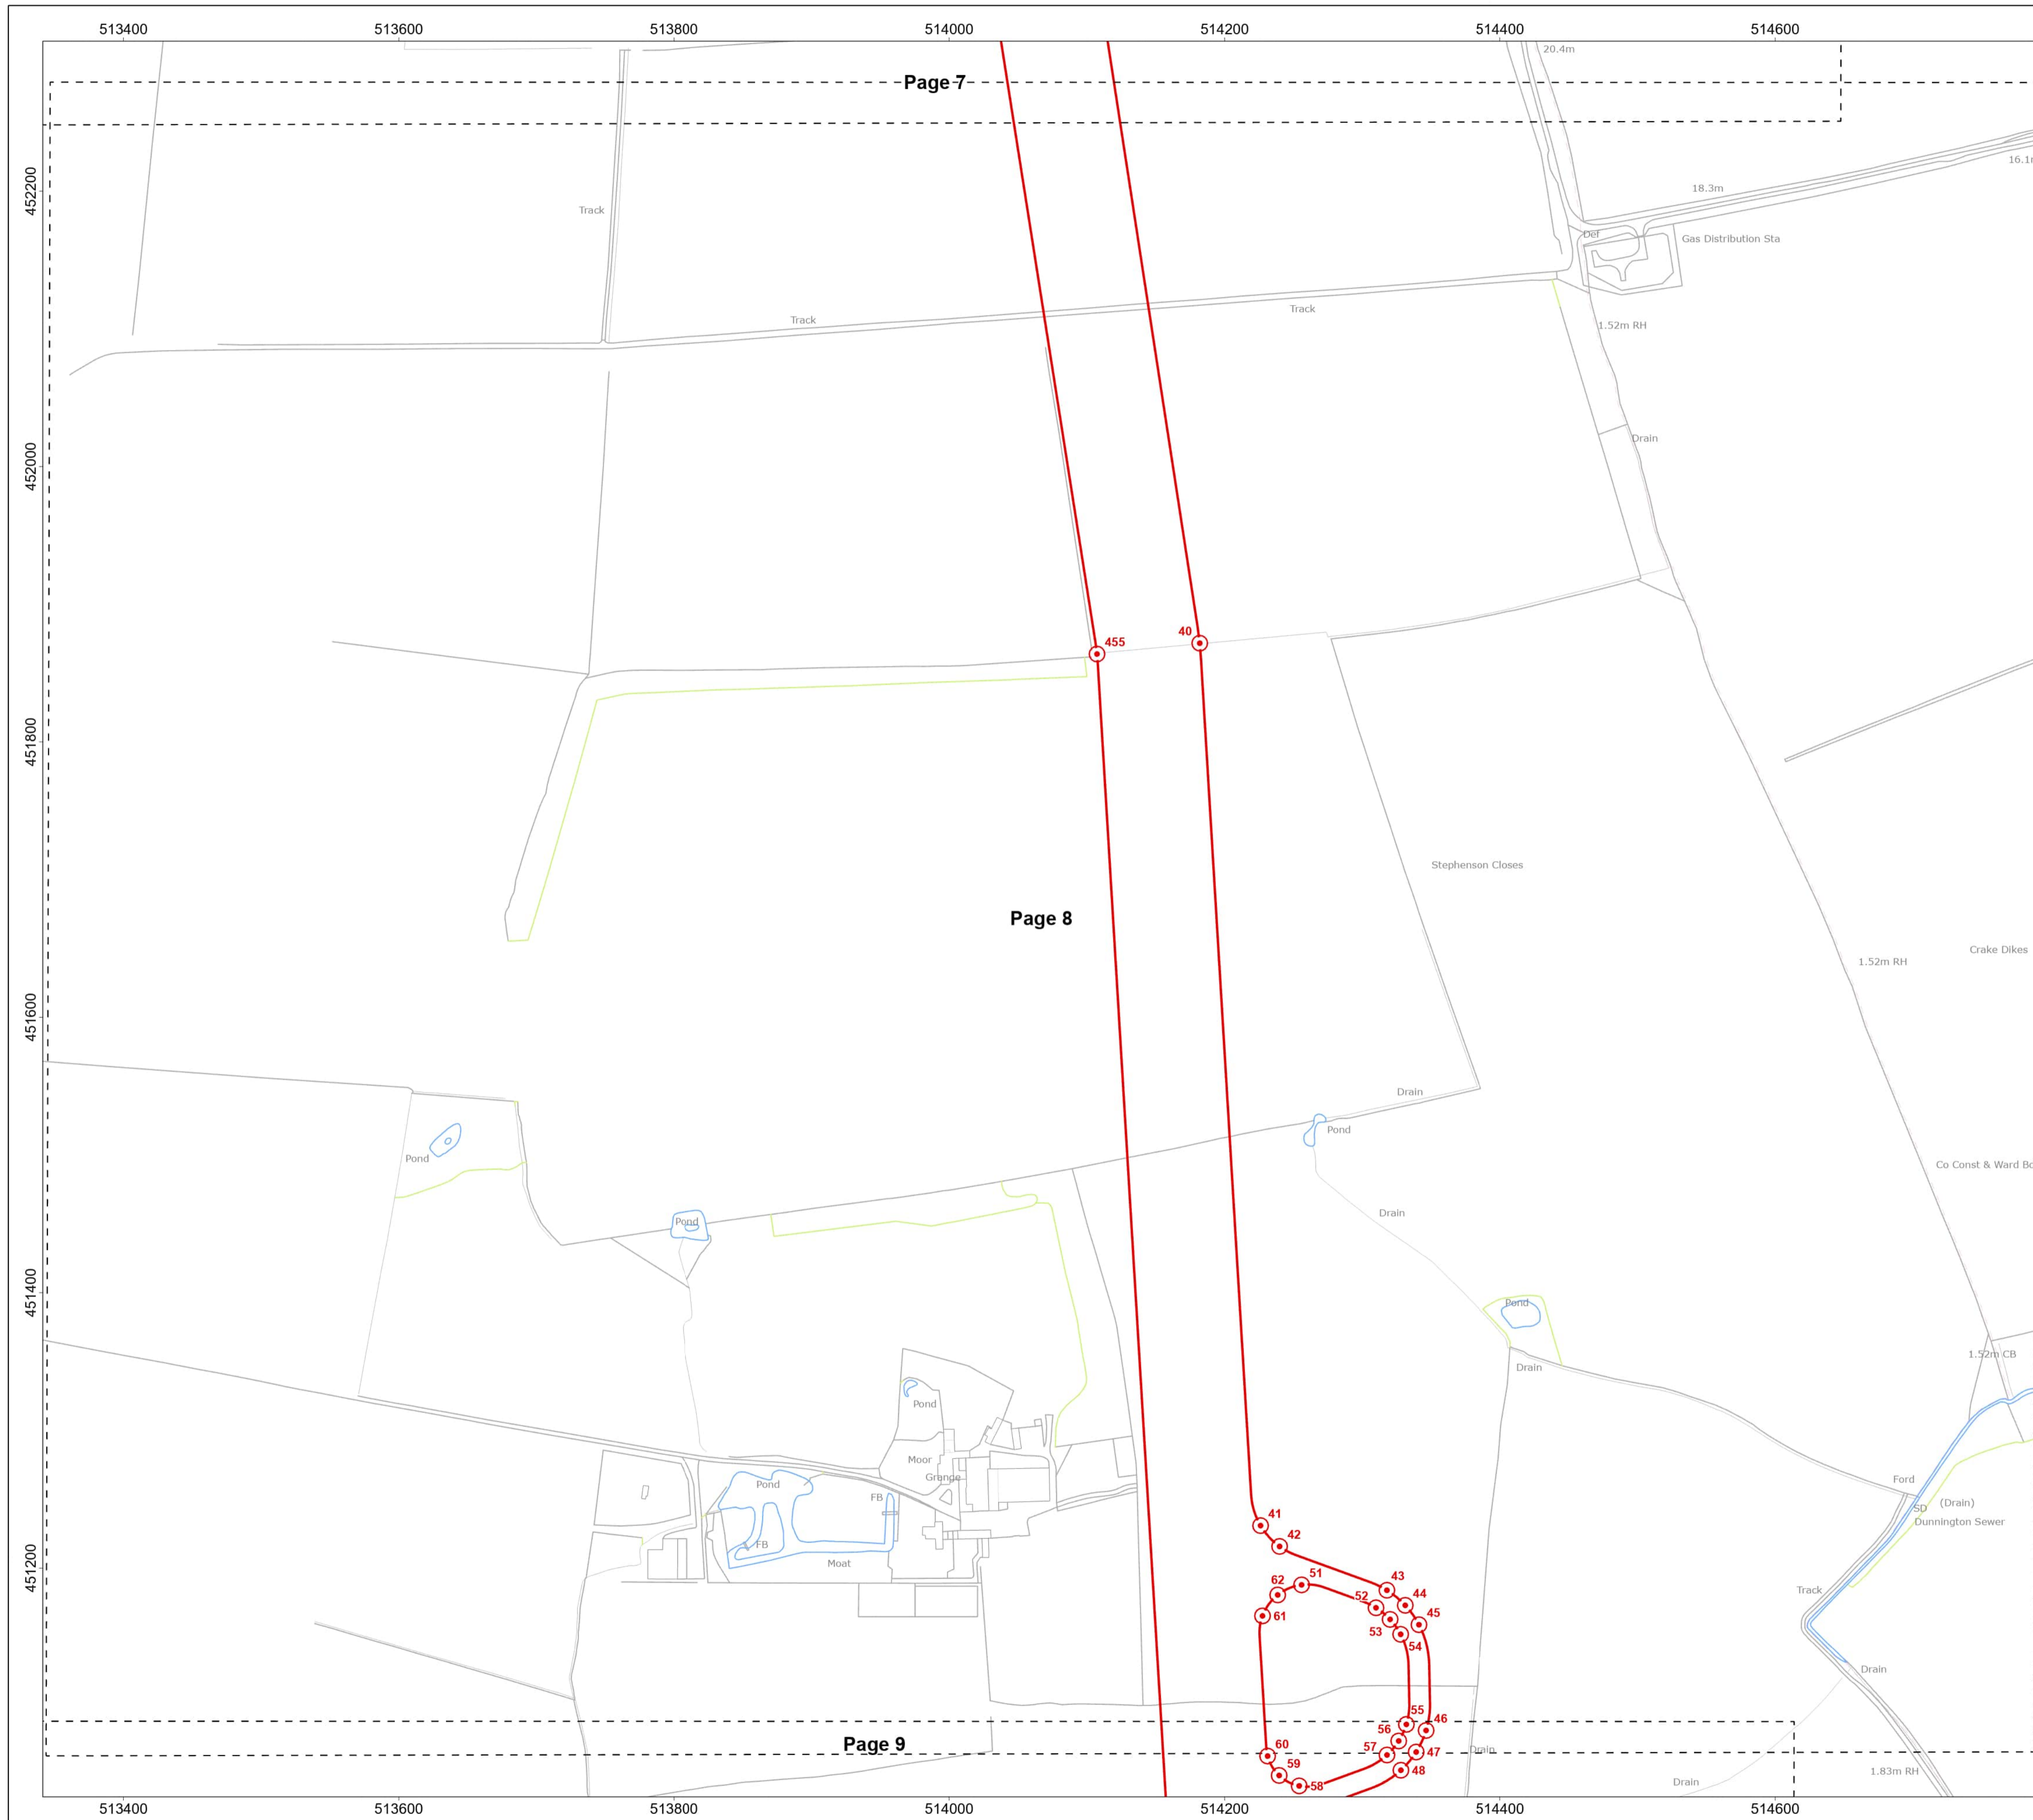 513400 513600 513800 514000 514200 514400 514600
20.4m
Page 7
452200
16.1m
18.3m
Track
Def
Gas Distribution Sta
Track
Track
1.52m RH
452000
Drain
455
40
451800
Stephenson Closes
Page 8
Crake Dikes
1.52m RH
451600
Drain
Pond
Pond
Co Const & Ward
Drain
Pond
451400
Pond
1.52m CB
Drain
Pond
Moor
Grange
Pond
FB
Ford
SD
(Drain)
Dunnington Sewer
41
42
FB
Moat
451200
51
62
43
44
52
45
61
53
54
Track
Drain
55
46
56
57
47
60
59
48
58
Page 9
Drain
1.83m RH
Drain
513400 513600 513800 514000 514200 514400 514600